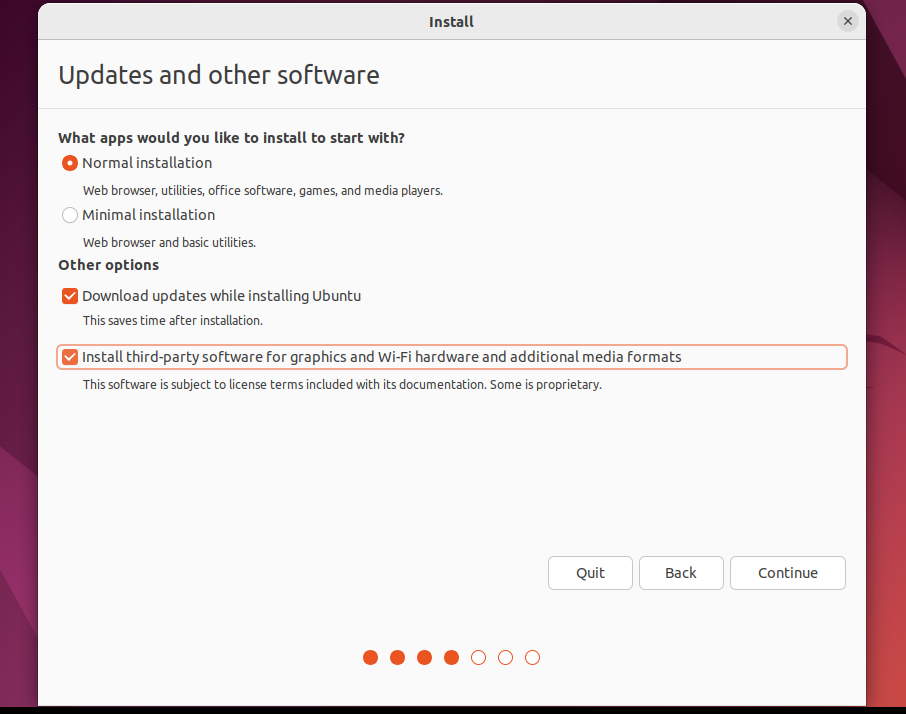 Install
Updates and other software
What apps would you like to install to start with?
Normal installation
Web browser, utilities, office software, games, and media players.
Minimal installation
Web browser and basic utilities.
Other options
Download updates while installing Ubuntu
This saves time after installation.
Install third-party software for graphics and Wi-Fi hardware and additional media formats
This software is subject to license terms included with its documentation. Some is proprietary.
Quit Back Continue